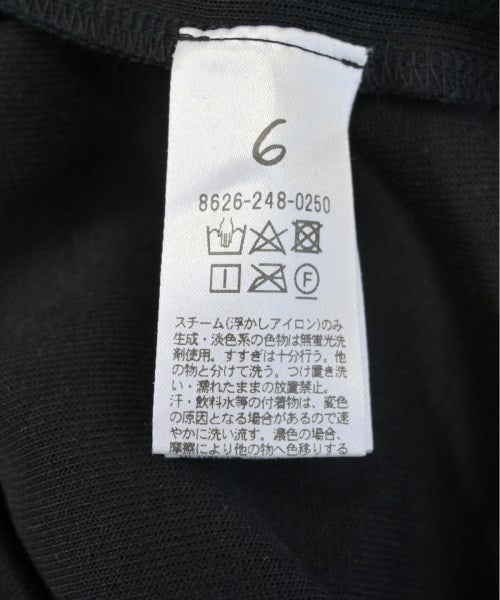 6
8626-248-0250
F
スチーム(浮かしアイロン)のみ
生成・淡色系の色物は無蛍光洗
剤使用。すすぎは十分行う。他
の物と分けて洗う。つけ置き洗
い・濡れたままの放置禁止。
汗・飲料水等の付着物は、変色
の原因となる場合があるので速
やかに洗い流す。濃色の場合、
摩擦により他の物へ色移りする